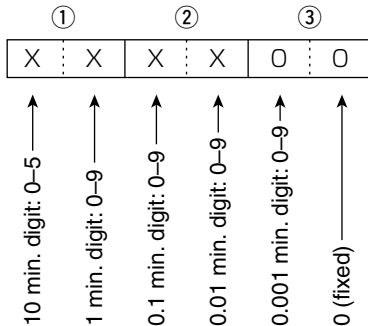 ① ② ③
X X X X 0 0
10 min. digit: 0–5
1 min. digit: 0–9
0.1 min. digit: 0–9
0.01 min. digit: 0–9
0.001 min. digit: 0–9
0 (fixed)